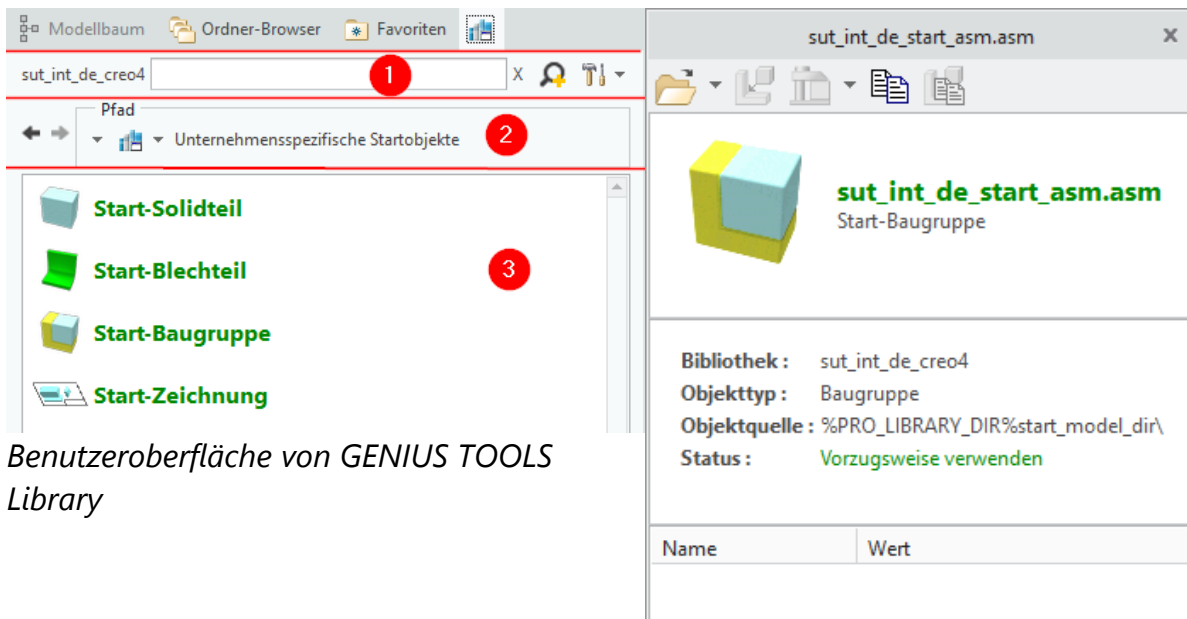 Modellbaum Ordner-Browser Favoriten
sut_int_de_creo4 1 X
Pfad
Unternehmensspezifische Startobjekte 2
Start-Solidteil
Start-Blechteil 3
Start-Baugruppe
Start-Zeichnung
Benutzeroberfläche von GENIUS TOOLS
Library
sut_int_de_start_asm.asm x
sut_int_de_start_asm.asm
Start-Baugruppe
Bibliothek : sut_int_de_creo4
Objekttyp : Baugruppe
Objektquelle : %PRO_LIBRARY_DIR%start_model_dir\
Status : Vorzugsweise verwenden
Name Wert